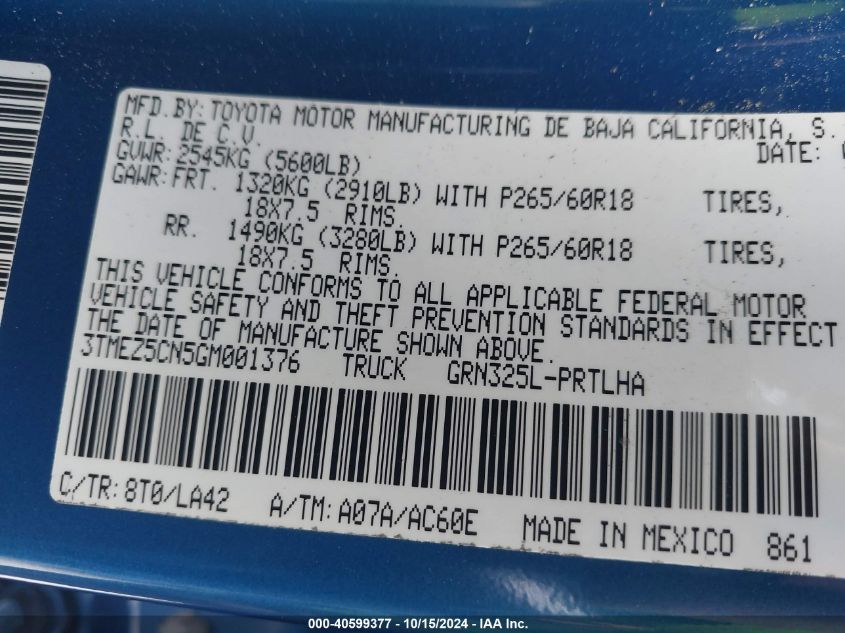 MFD.BY: TOYOTA MOTOR MANUFACTURING DE BAJA CALIFORNIA, S.
R.L. DE C.V. DATE:
GVWR: 2545KG (5600LB)
GAWR: FRT. 1320KG (2910LB) WITH P265/60R18 TIRES,
18X7.5 RIMS.
RR. 1490KG (3280LB) WITH P265/60R18 TIRES,
18X7.5 RIMS.
THIS VEHICLE CONFORMS TO ALL APPLICABLE FEDERAL MOTOR
VEHICLE SAFETY AND THEFT PREVENTION STANDARDS IN EFFECT
THE DATE OF MANUFACTURE SHOWN ABOVE.
3TMEZ5CN5GM001376 TRUCK GRN325L-PRTLHA
C/TR: 8T0/LA42 A/TM: A07A/AC60E MADE IN MEXICO 861
000-40599377 - 10/15/2024 - IAA Inc.